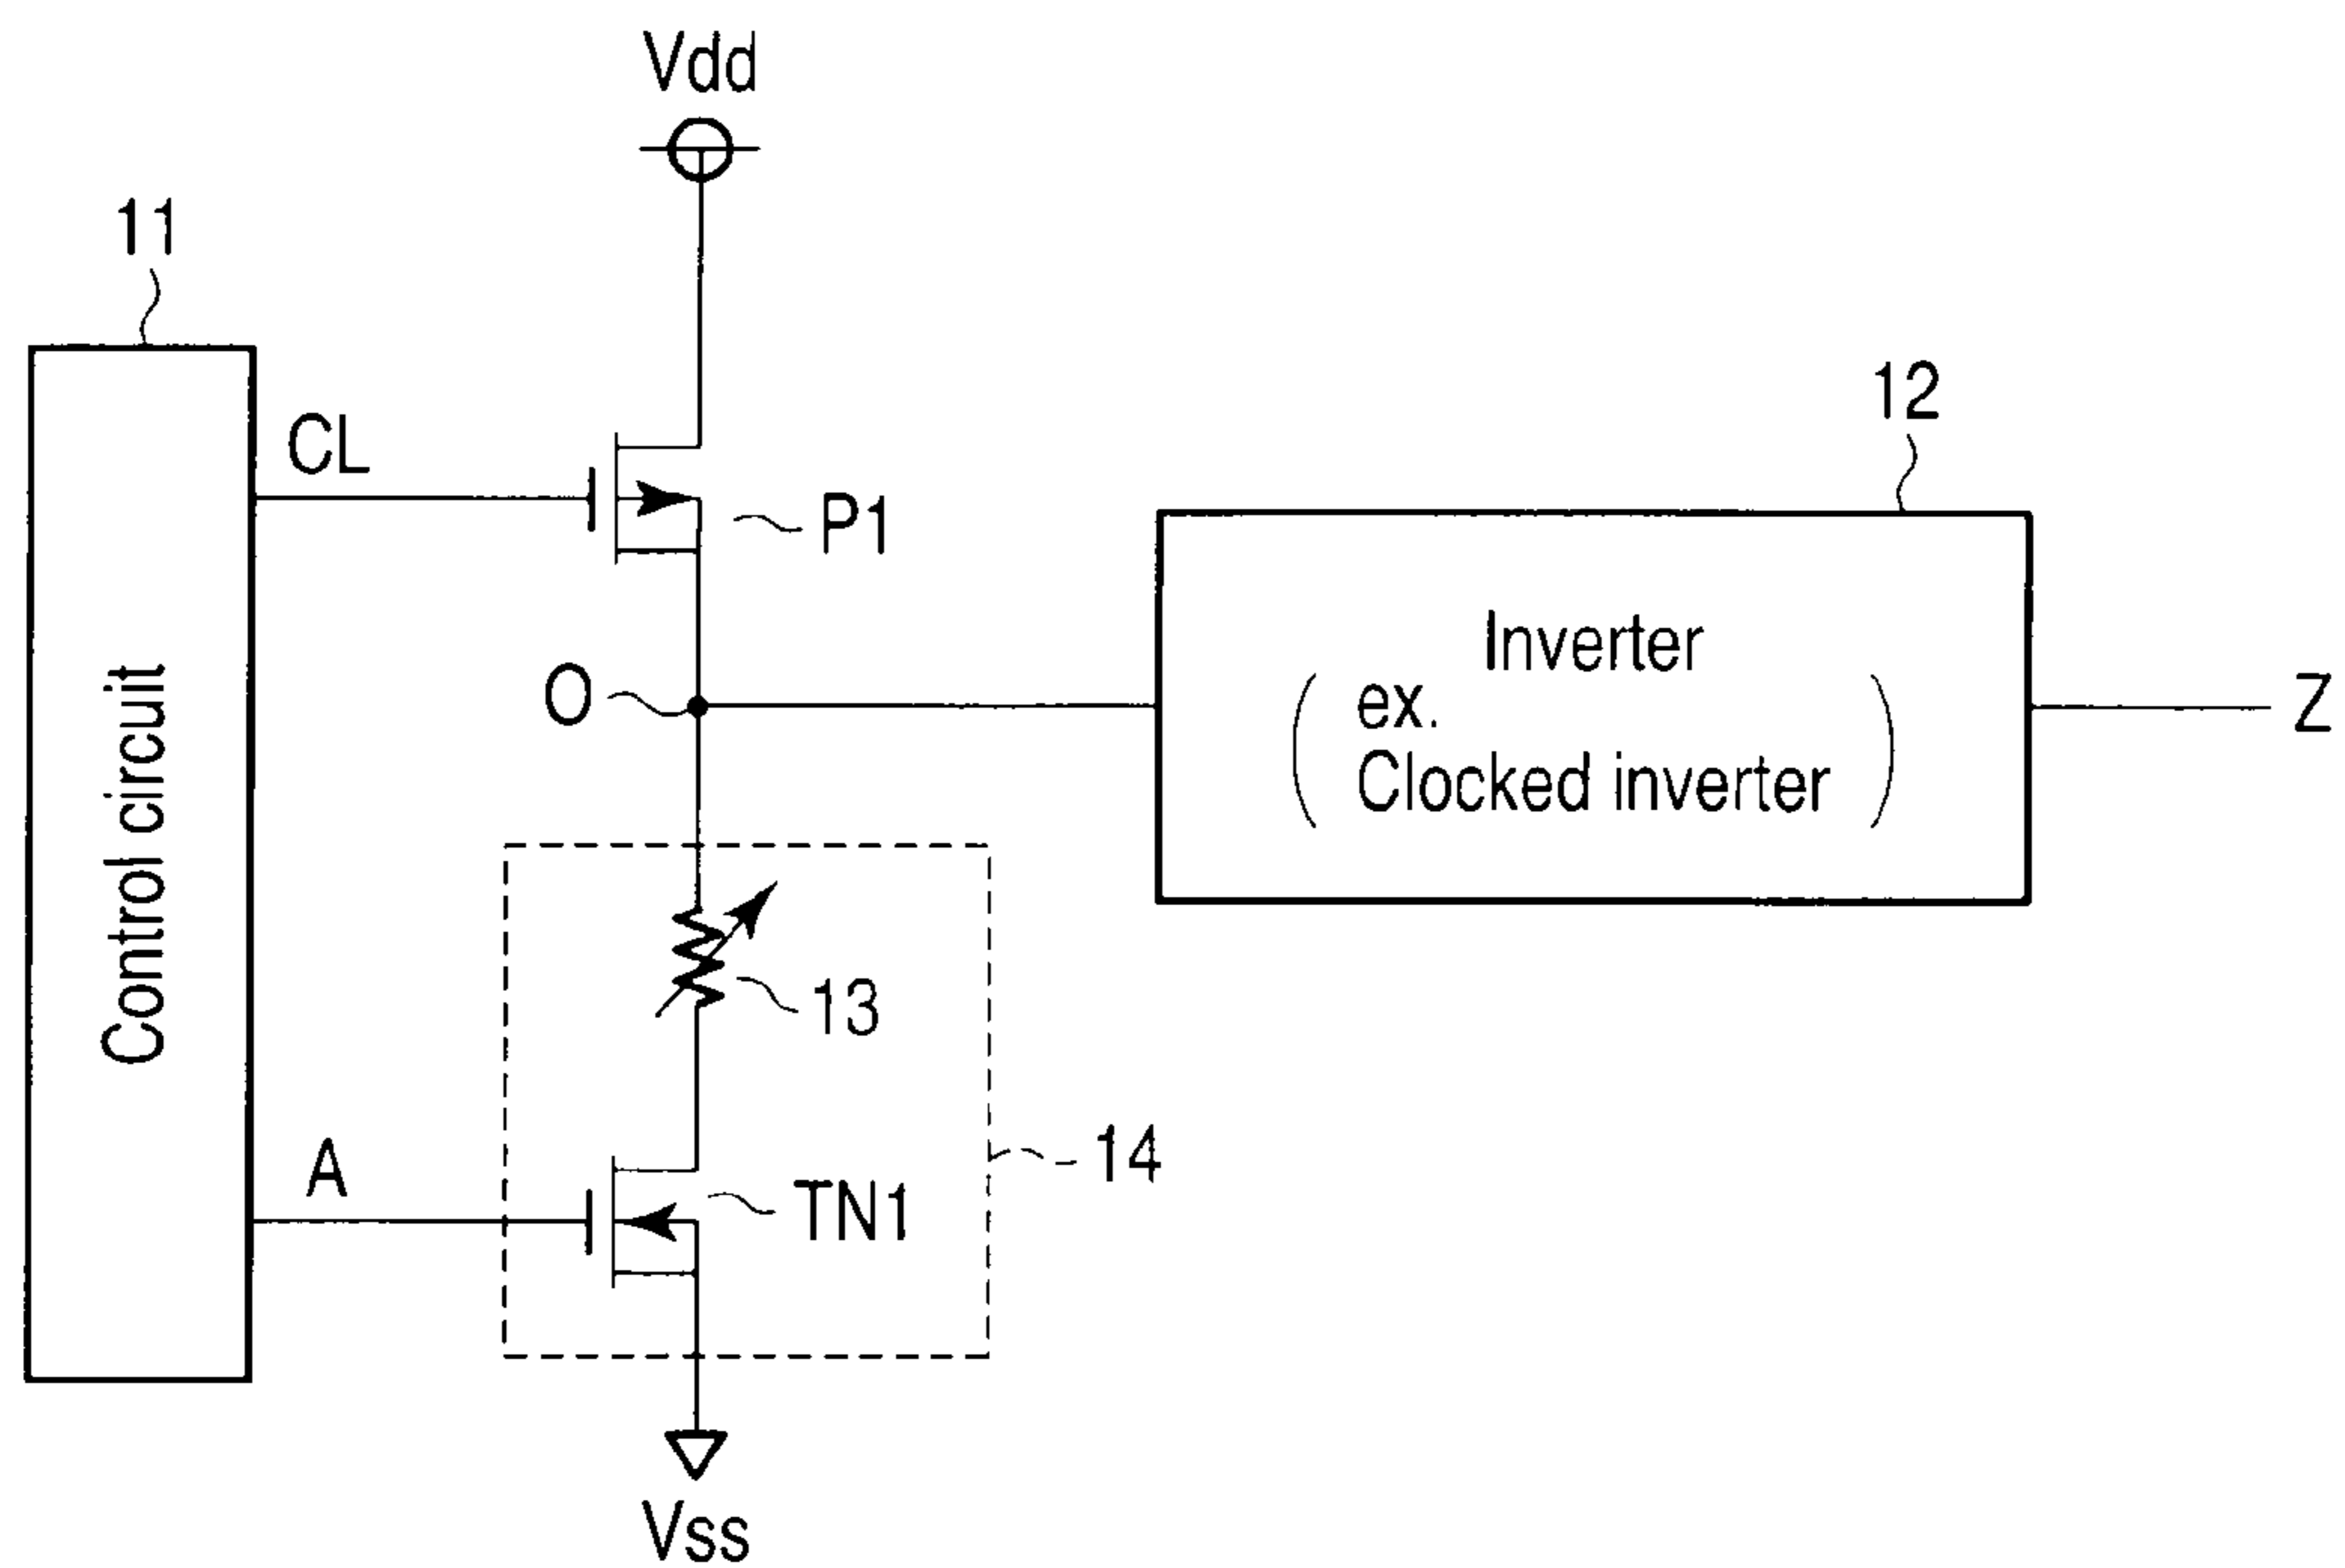 Vdd
11
CL
P1
12
Control circuit
O
Inverter
ex.
Clocked inverter
Z
13
A
TN1
14
Vss